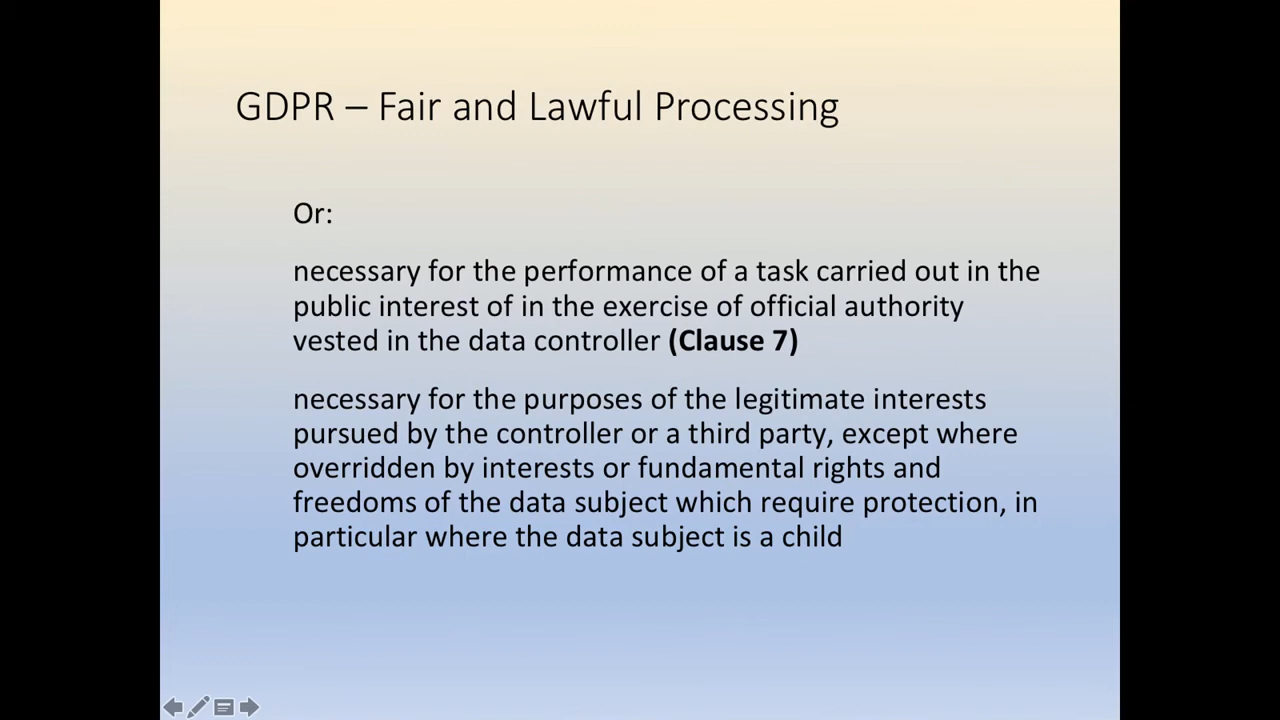 GDPR – Fair and Lawful Processing
Or:
necessary for the performance of a task carried out in the
public interest of in the exercise of official authority
vested in the data controller (Clause 7)
necessary for the purposes of the legitimate interests
pursued by the controller or a third party, except where
overridden by interests or fundamental rights and
freedoms of the data subject which require protection, in
particular where the data subject is a child